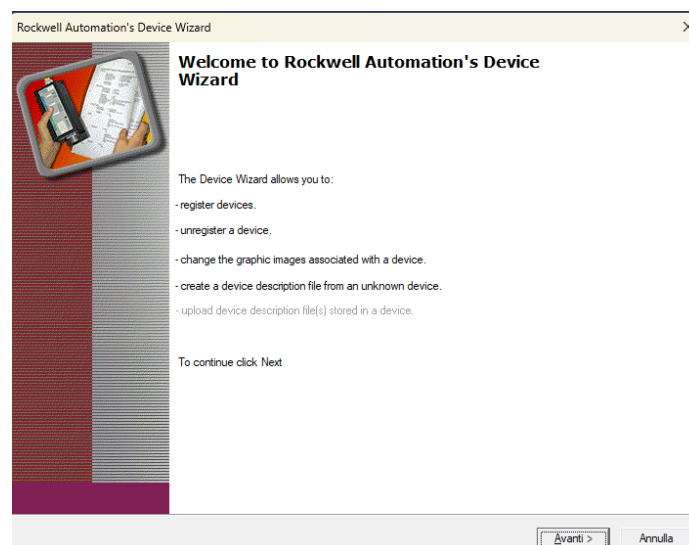 Rockwell Automation's Device Wizard
Welcome to Rockwell Automation's Device
Wizard
The Device Wizard allows you to:
- register devices.
- unregister a device.
- change the graphic images associated with a device.
- create a device description file from an unknown device.
- upload device description file(s) stored in a device.
To continue click Next
Avanti >
Annulla